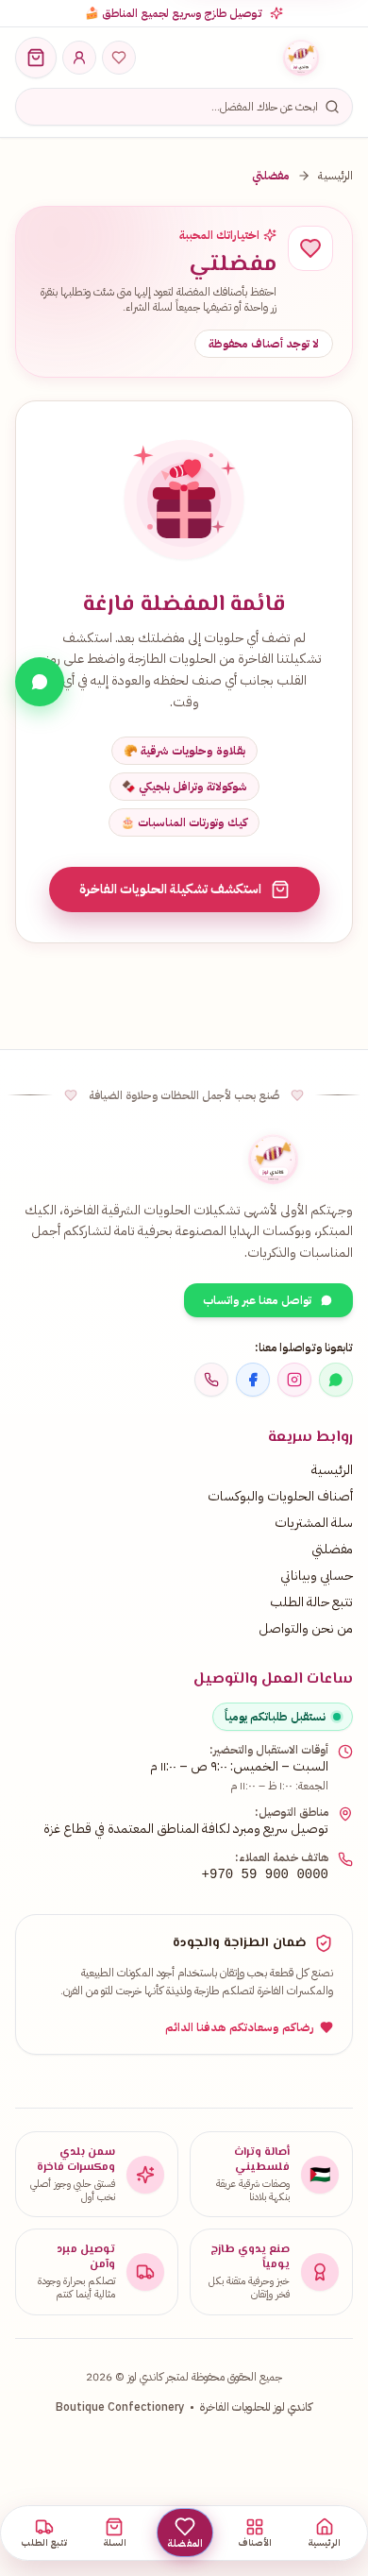 توصيل طازج وسريع لجميع المناطق 🍰
ابحث عن حلاك المفضل...
الرئيسية → مفضلتي
اختياراتك المحببة
مفضلتي
احتفظ بأصنافك المفضلة لتعود إليها متى شئت وتطلبها بنقرة
زر واحدة أو تضيفها جميعاً لسلة الشراء.
لا توجد أصناف محفوظة
قائمة المفضلة فارغة
لم تضف أي حلويات إلى مفضلتك بعد. استكشف
تشكيلتنا الفاخرة من الحلويات الطازجة واضغط على رمز
القلب بجانب أي صنف لحفظه والعودة إليه في أي
وقت.
بقلاوة وحلويات شرقية 🥐
شوكولاتة وترافل بلجيكي 🍫
كيك وتورتات المناسبات 🎂
استكشف تشكيلة الحلويات الفاخرة
صُنع بحب لأجمل اللحظات وحلاوة الضيافة
كاندي لوز
وجهتكم الأولى لأشهى تشكيلات الحلويات الشرقية الفاخرة، الكيك
المبتكر، وبوكسات الهدايا المصنوعة بحرفية تامة لتشارككم أجمل
المناسبات والذكريات.
تواصل معنا عبر واتساب
تابعونا وتواصلوا معنا:
روابط سريعة
الرئيسية
أصناف الحلويات والبوكسات
سلة المشتريات
مفضلتي
حسابي وبياناتي
تتبع حالة الطلب
من نحن والتواصل
ساعات العمل والتوصيل
نستقبل طلباتكم يومياً
أوقات الاستقبال والتحضير:
السبت – الخميس: ٩:٠٠ ص – ١١:٠٠ م
الجمعة: ٢:٠٠ ظ – ١١:٠٠ م
مناطق التوصيل:
توصيل سريع ومبرد لكافة المناطق المعتمدة في قطاع غزة
هاتف خدمة العملاء:
+970 59 900 0000
ضمان الطزاجة والجودة
نصنع كل قطعة بحب وإتقان باستخدام أجود المكونات الطبيعية
والمكسرات الفاخرة لتصلكم طازجة ولذيذة كأنها خرجت للتو من الفرن.
رضاكم وسعادتكم هدفنا الدائم
أصالة وتراث
فلسطيني
وصفات شرقية عريقة
بنكهة بلادنا
سمن بلدي
ومكسرات فاخرة
فستق حلبي وجوز أصلي
نخب أول
صنع يدوي طازج
يومياً
خبز وحرفية متقنة بكل
فخر وإتقان
توصيل مبرد
وآمن
تصلكم بحرارة وجودة
مثالية أينما كنتم
جميع الحقوق محفوظة لمتجر كاندي لوز © 2026
كاندي لوز للحلويات الفاخرة • Boutique Confectionery
الرئيسية
الأصناف
المفضلة
السلة
تتبع الطلب